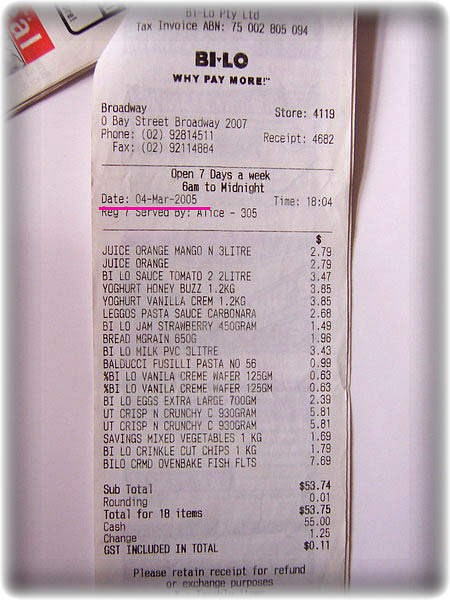 Bi-Lo Pty Ltd
Tax Invoice ABN: 75 002 805 094
BI-LO
WHY PAY MORE!™
Broadway
Store: 4119
0 Bay Street Broadway 2007
Phone: (02) 92814511
Receipt: 4682
Fax: (02) 92114884
Open 7 Days a week
6am to Midnight
Date: 04-Mar-2005 Time: 18:04
Reg 7 Served By: Alice - 305
$
JUICE ORANGE MANGO N 3LITRE 2.79
JUICE ORANGE 2.79
BI LO SAUCE TOMATO 2 2LITRE 3.47
YOGHURT HONEY BUZZ 1.2KG 3.85
YOGHURT VANILLA CREM 1.2KG 3.85
LEGGOS PASTA SAUCE CARBONARA 2.68
BI LO JAM STRAWBERRY 450GRAM 1.49
BREAD MGRAIN 650G 1.96
BI LO MILK PVC 3LITRE 3.43
BALDUCCI FUSILLI PASTA NO 56 0.99
%BI LO VANILA CREME WAFER 125GM 0.63
%BI LO VANILA CREME WAFER 125GM 0.63
BI LO EGGS EXTRA LARGE 700GM 2.39
UT CRISP N CRUNCHY C 930GRAM 5.81
UT CRISP N CRUNCHY C 930GRAM 5.81
SAVINGS MIXED VEGETABLES 1 KG 1.69
BI LO CRINKLE CUT CHIPS 1 KG 1.79
BILO CRMD OVENBAKE FISH FLTS 7.69
Sub Total $53.74
Rounding 0.01
Total for 18 items $53.75
Cash 55.00
Change 1.25
GST INCLUDED IN TOTAL $0.11
Please retain receipt for refund
or exchange purposes